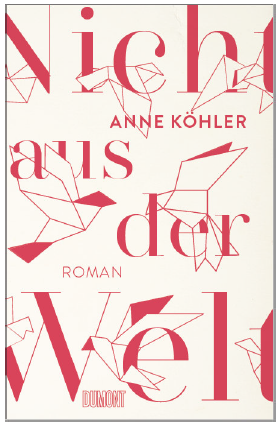 Nicht
ANNE KÖHLER
aus
der
ROMAN
Welt
DUMONT